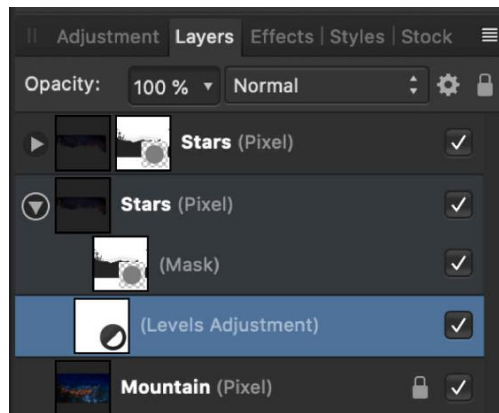 Adjustment Layers Effects | Styles | Stock
Opacity: 100 % Normal
Stars (Pixel)
Stars (Pixel)
(Mask)
(Levels Adjustment)
Mountain (Pixel)